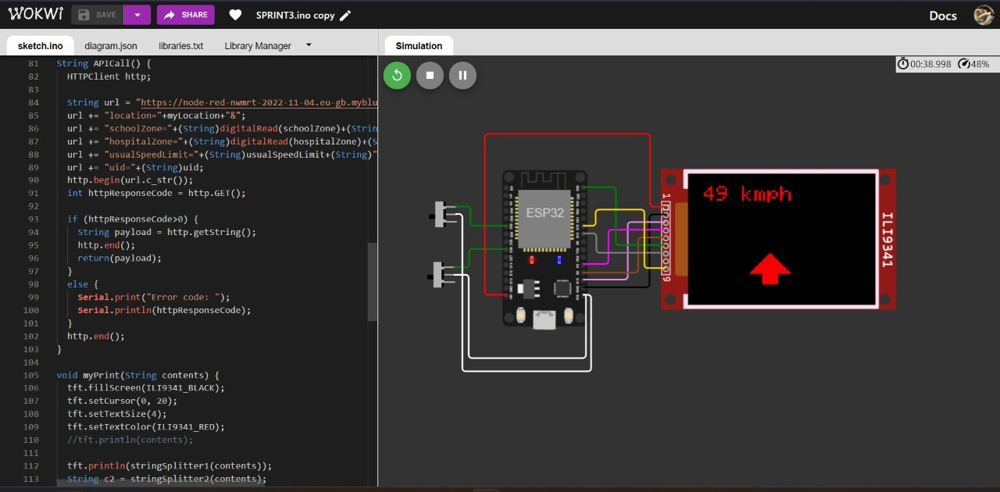 WOKWi
SAVE
SHARE
SPRINT3.ino copy
Docs
sketch.ino
diagram.json
libraries.txt
Library Manager
Simulation
00:38.998
48%
81 String APICall() {
82 HTTPClient http;
83
84 String url = "https://node-red-nwmrt-2022-11-04.eu-gb.myblu
85 url += "location="+myLocation+"&";
86 url += "schoolZone="+(String)digitalRead(schoolZone)+(Strin
87 url += "hospitalZone="+(String)digitalRead(hospitalZone)+(S
88 url += "usualSpeedLimit="+(String)usualSpeedLimit+(String)"
89 url += "uid="+(String)uid;
90 http.begin(url.c_str());
91 int httpResponseCode = http.GET();
92
93 if (httpResponseCode>0) {
94 String payload = http.getString();
95 http.end();
96 return(payload);
97 }
98 else {
99 Serial.print("Error code: ");
100 Serial.println(httpResponseCode);
101 }
102 http.end();
103 }
104
105 void myPrint(String contents) {
106 tft.fillScreen(ILI9341_BLACK);
107 tft.setCursor(0, 20);
108 tft.setTextSize(4);
109 tft.setTextColor(ILI9341_RED);
110 //tft.println(contents);
111
112 tft.println(stringSplitter1(contents));
113 String c2 = stringSplitter2(contents);
ESP32
1
9
49 kmph
ILI9341